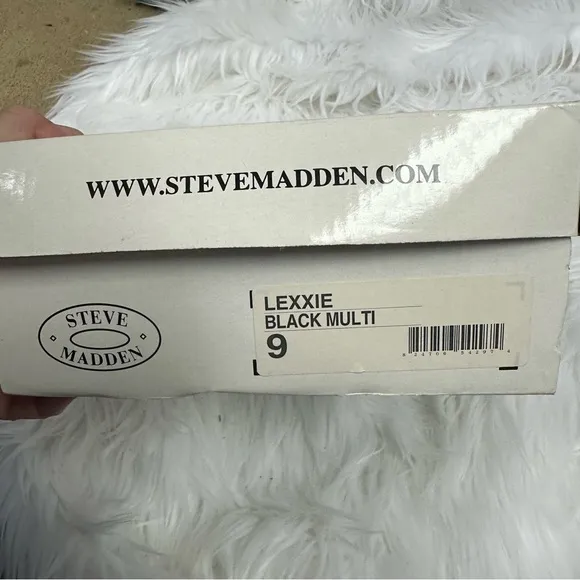 WWW.STEVEMADDEN.COM
STEVE
MADDEN
LEXXIE
BLACK MULTI
9